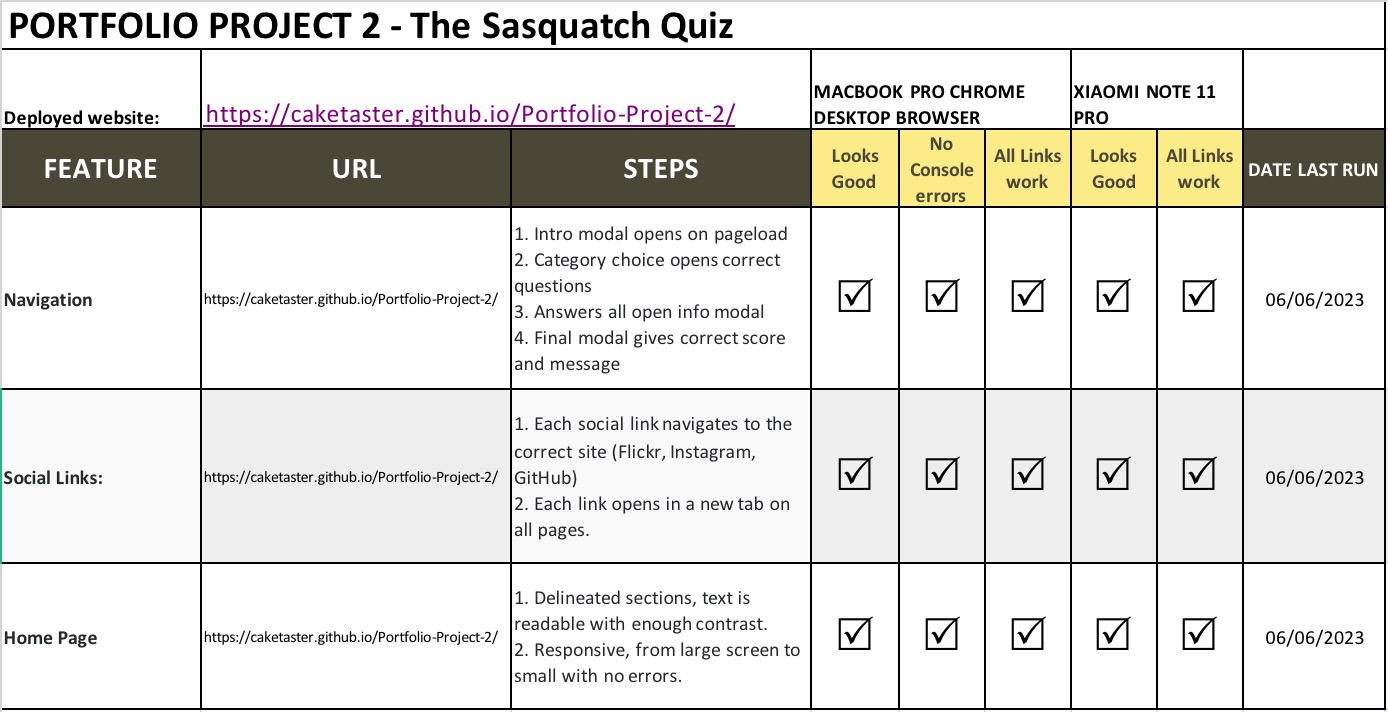 PORTFOLIO PROJECT 2 - The Sasquatch Quiz
Deployed website:
https://caketaster.github.io/Portfolio-Project-2/
MACBOOK PRO CHROME
DESKTOP BROWSER
XIAOMI NOTE 11
PRO
FEATURE
URL
STEPS
Looks
Good
No
Console
errors
All Links
work
Looks
Good
All Links
work
DATE LAST RUN
Navigation
https://caketaster.github.io/Portfolio-Project-2/
1. Intro modal opens on pageload
2. Category choice opens correct
questions
3. Answers all open info modal
4. Final modal gives correct score
and message
06/06/2023
Social Links:
https://caketaster.github.io/Portfolio-Project-2/
1. Each social link navigates to the
correct site (Flickr, Instagram,
GitHub)
2. Each link opens in a new tab on
all pages.
06/06/2023
Home Page
https://caketaster.github.io/Portfolio-Project-2/
1. Delineated sections, text is
readable with enough contrast.
2. Responsive, from large screen to
small with no errors.
06/06/2023